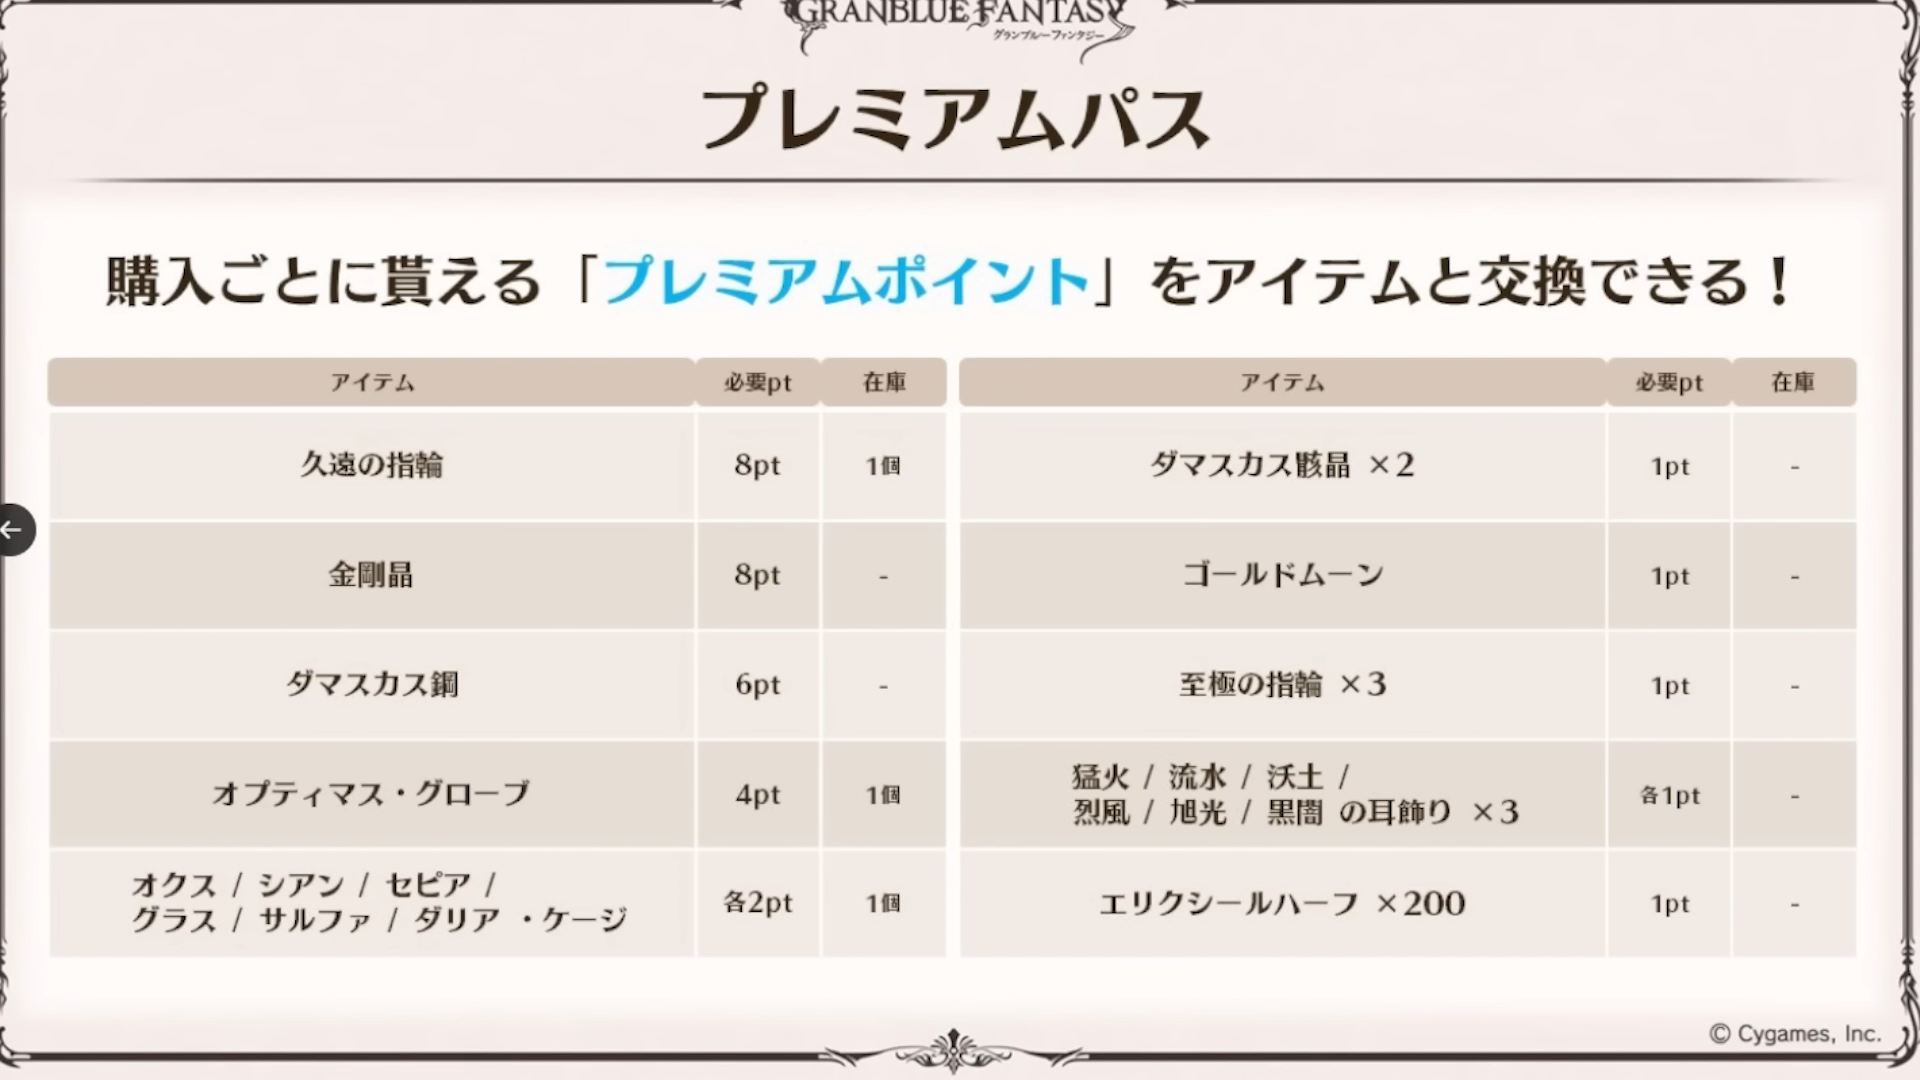 GRANBLUE FANTASY
グランブルーファンタジー
プレミアムパス
購入ごとに貰える「プレミアムポイント」をアイテムと交換できる！
アイテム 必要pt 在庫
久遠の指輪 8pt 1個
金剛晶 8pt -
ダマスカス鋼 6pt -
オプティマス・グローブ 4pt 1個
オクス / シアン / セピア /
グラス / サルファ / ダリア ・ケージ 各2pt 1個
アイテム 必要pt 在庫
ダマスカス骸晶 ×2 1pt -
ゴールドムーン 1pt -
至極の指輪 ×3 1pt -
猛火 / 流水 / 沃土 /
烈風 / 旭光 / 黒闇 の耳飾り ×3 各1pt -
エリクシールハーフ ×200 1pt -
© Cygames, Inc.